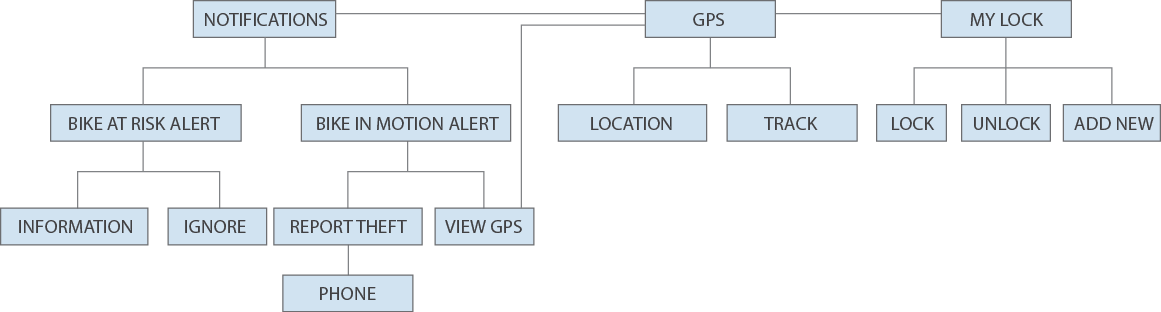 NOTIFICATIONS
GPS
MY LOCK
BIKE AT RISK ALERT
BIKE IN MOTION ALERT
LOCATION
TRACK
LOCK
UNLOCK
ADD NEW
INFORMATION
IGNORE
REPORT THEFT
VIEW GPS
PHONE